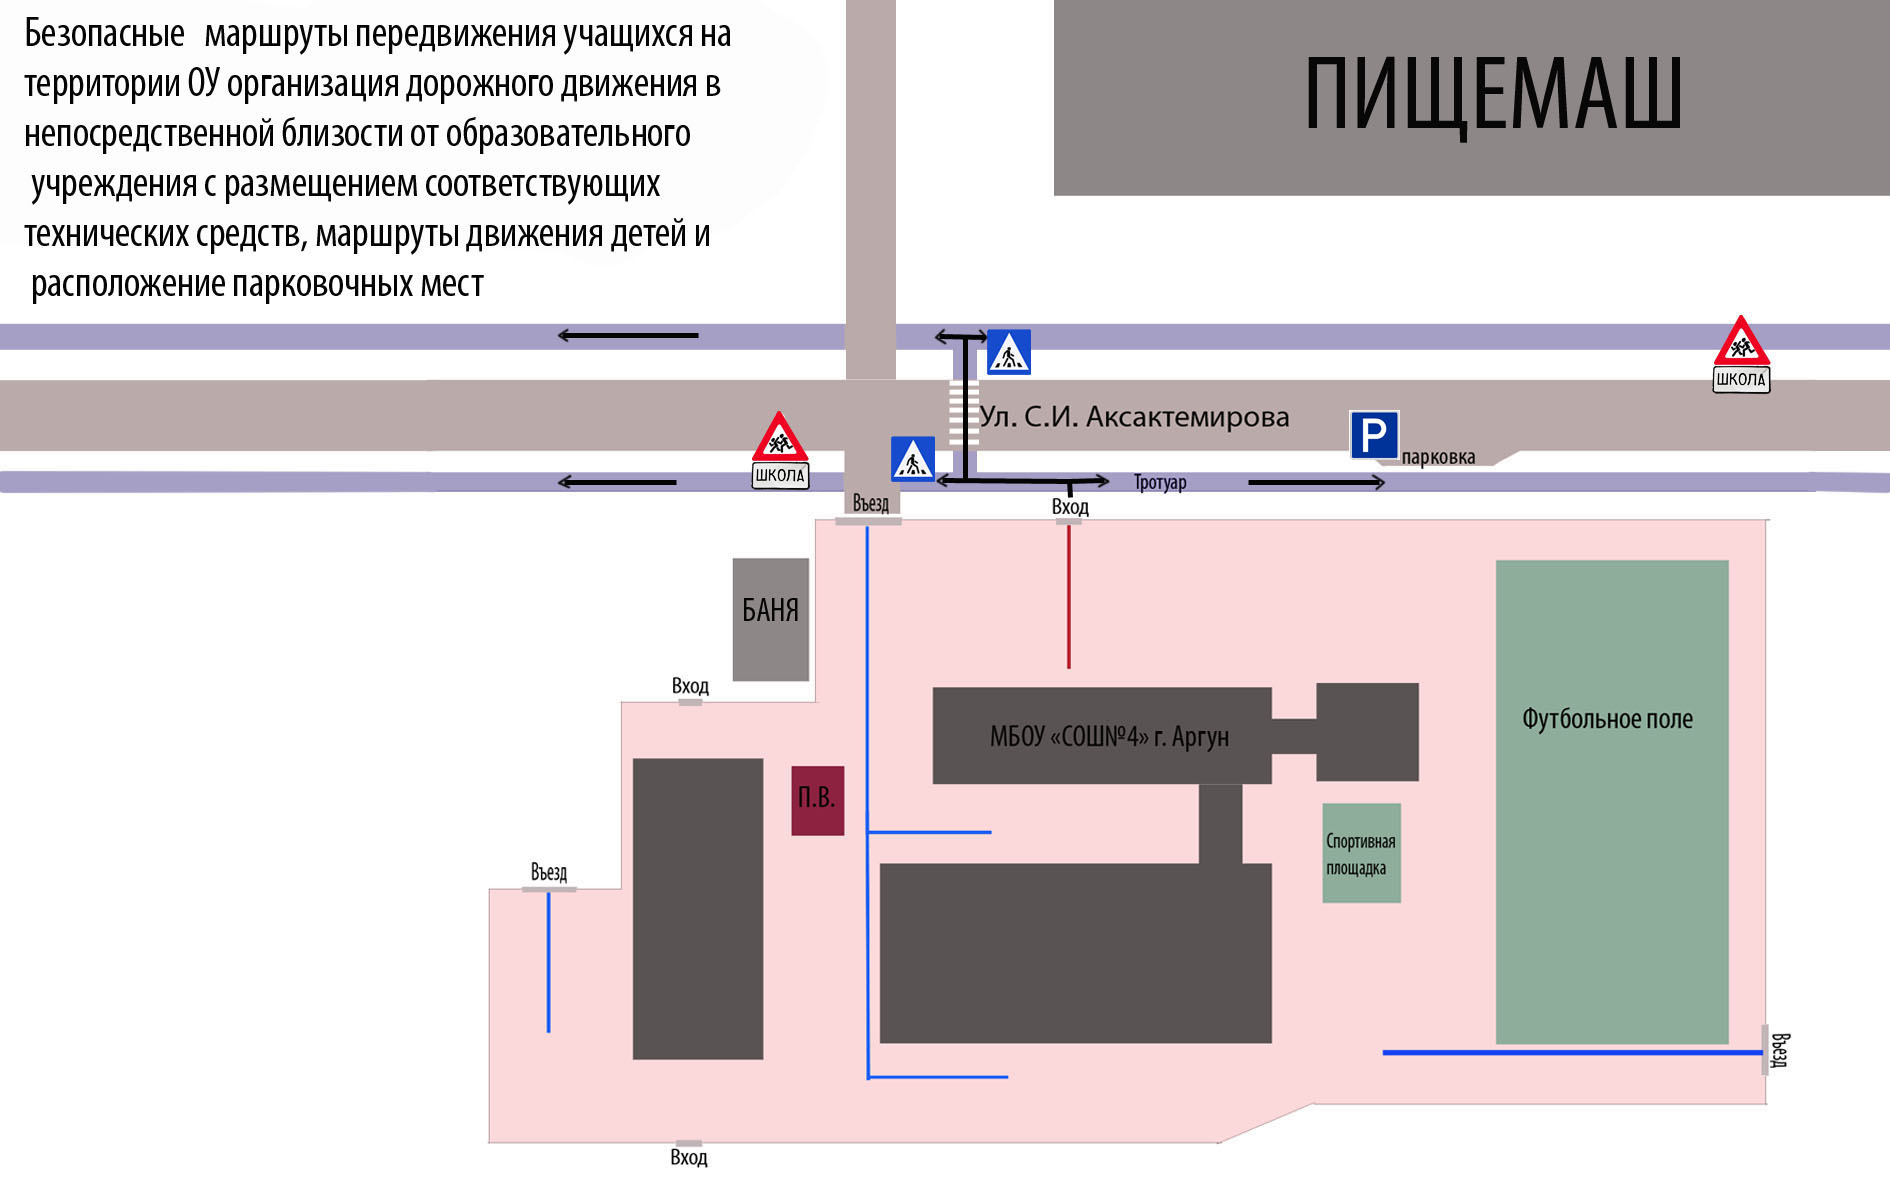 Безопасные маршруты передвижения учащихся на
территории ОУ организация дорожного движения в
непосредственной близости от образовательного
учреждения с размещением соответствующих
технических средств, маршруты движения детей и
расположение парковочных мест
ПИЩЕМАШ
ШКОЛА
Ул. С.И. Аксактемирова
P
парковка
ШКОЛА
Тротуар
Въезд
Вход
БАНЯ
Вход
МБОУ «СОШ№4» г. Аргун
Футбольное поле
П.В.
Спортивная
площадка
Въезд
Въезд
Вход